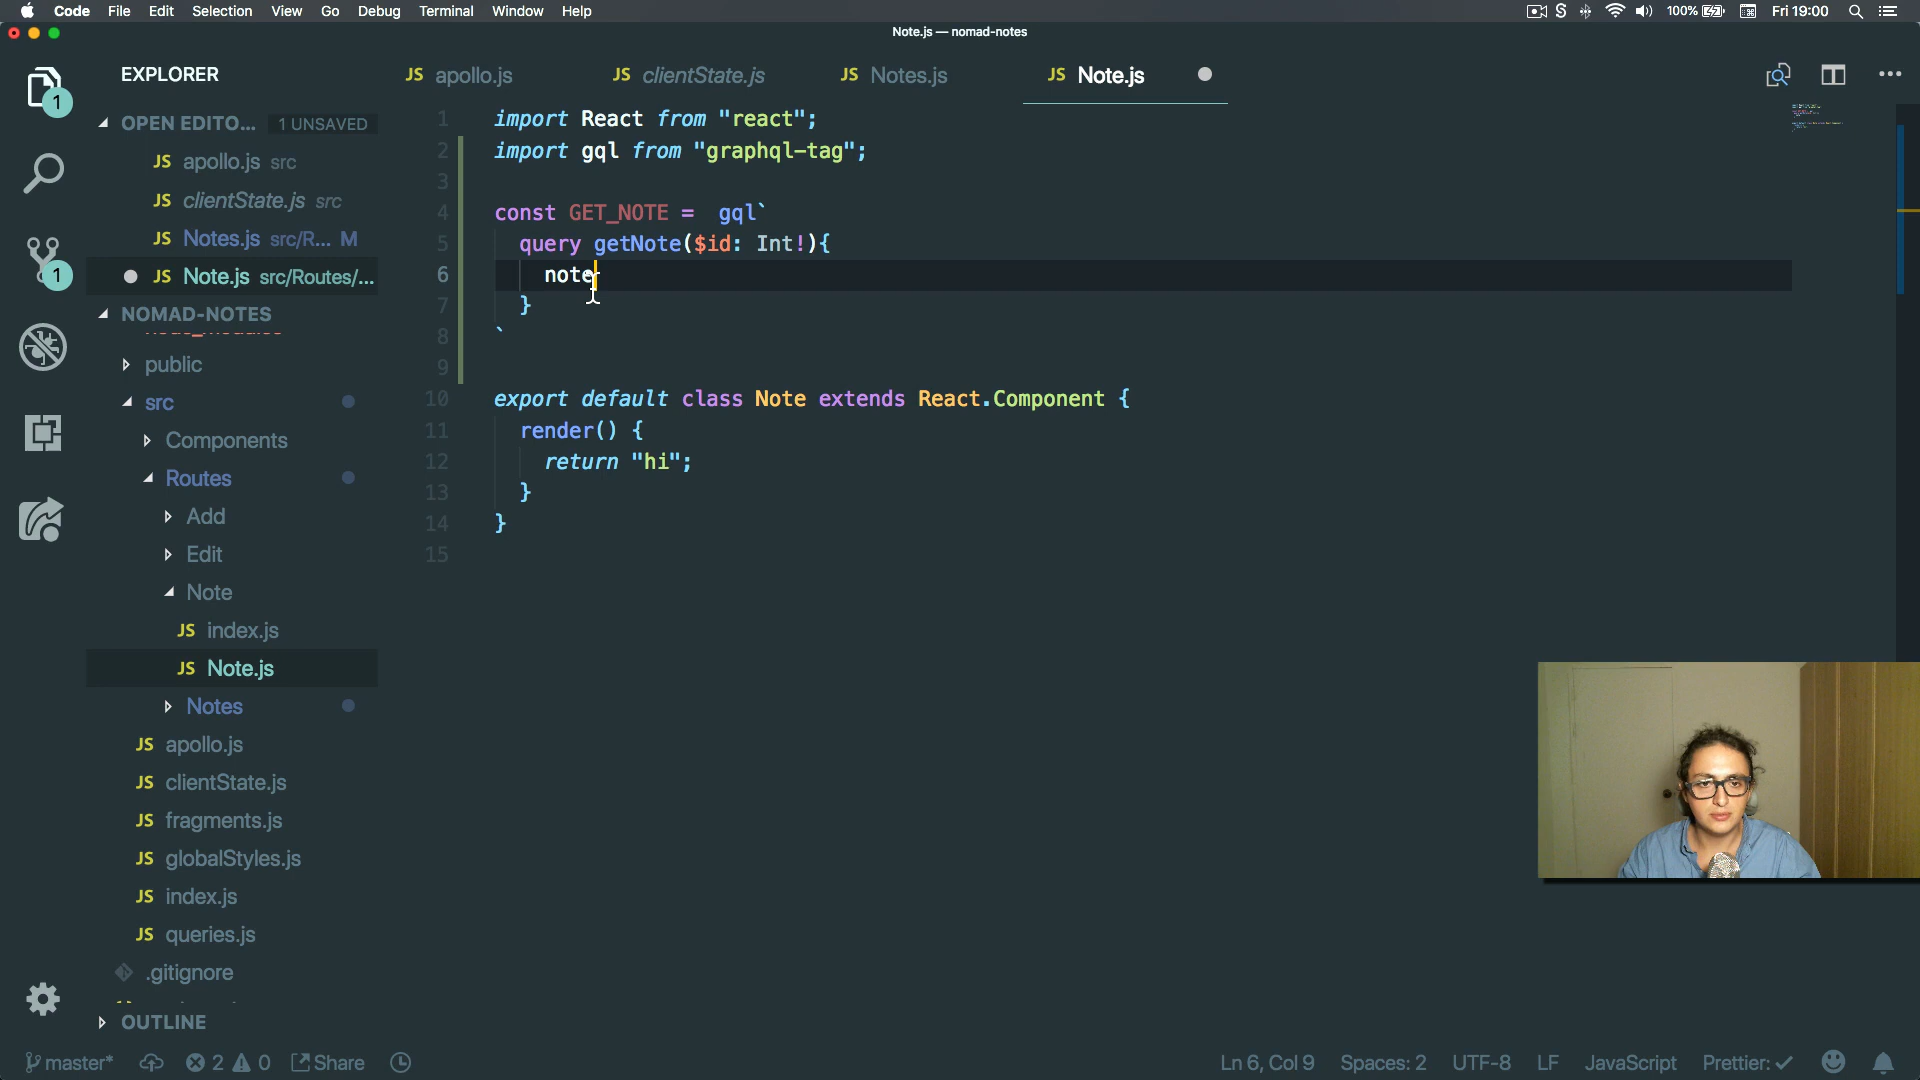 Code File Edit Selection View Go Debug Terminal Window Help 100% Fri 19:00
Note.js — nomad-notes
EXPLORER
JS apollo.js JS clientState.js JS Notes.js JS Note.js
OPEN EDITO... 1 UNSAVED
JS apollo.js src
JS clientState.js src
JS Notes.js src/R... M
JS Note.js src/Routes/...
NOMAD-NOTES
public
src
Components
Routes
Add
Edit
Note
JS index.js
JS Note.js
Notes
JS apollo.js
JS clientState.js
JS fragments.js
JS globalStyles.js
JS index.js
JS queries.js
.gitignore
OUTLINE
1 import React from "react";
2 import gql from "graphql-tag";
3
4 const GET_NOTE =  gql`
5 query getNote($id: Int!){
6 note
7 }
8 `
9
10 export default class Note extends React.Component {
11 render() {
12 return "hi";
13 }
14 }
15
1
1
master* 2 0 Share Ln 6, Col 9 Spaces: 2 UTF-8 LF JavaScript Prettier: ✓